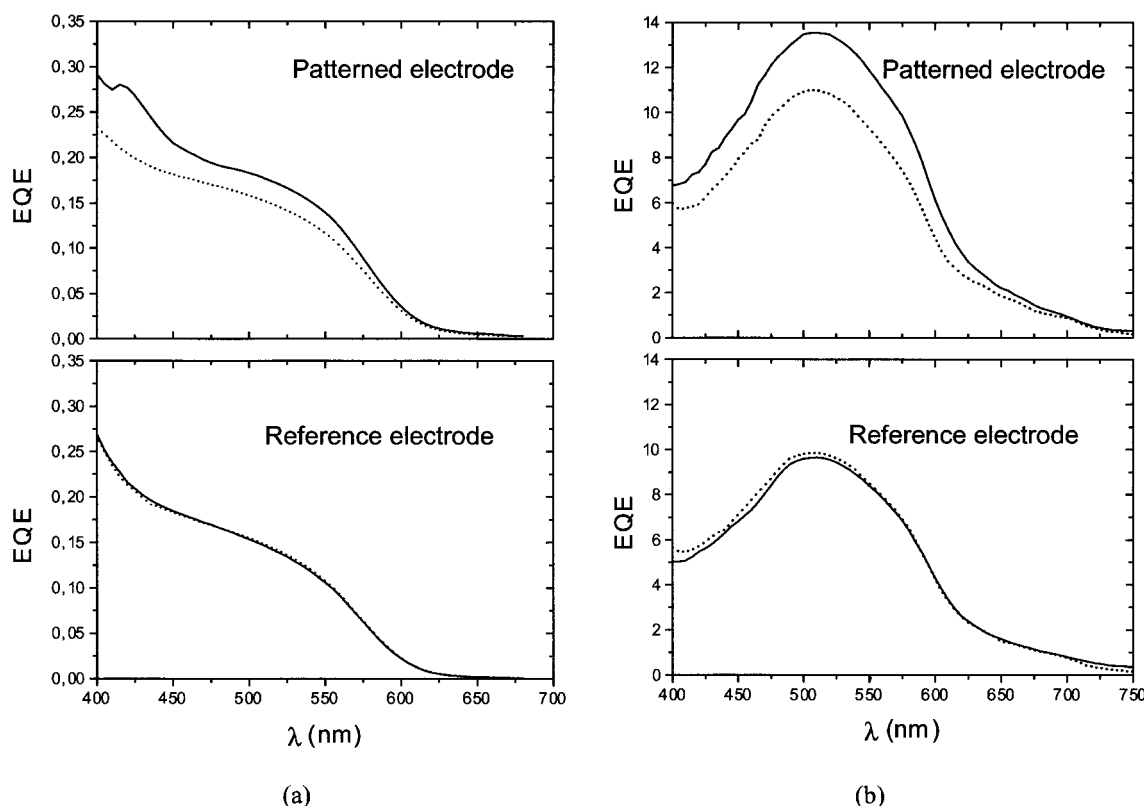 0,35
0,30
0,25
0,20
0,15
0,10
0,05
0,00
EQE
Patterned electrode
0,35
0,30
0,25
0,20
0,15
0,10
0,05
0,00
EQE
Reference electrode
400 450 500 550 600 650 700
λ (nm)
(a)
14
12
10
8
6
4
2
0
EQE
Patterned electrode
14
12
10
8
6
4
2
0
EQE
Reference electrode
400 450 500 550 600 650 700 750
λ (nm)
(b)